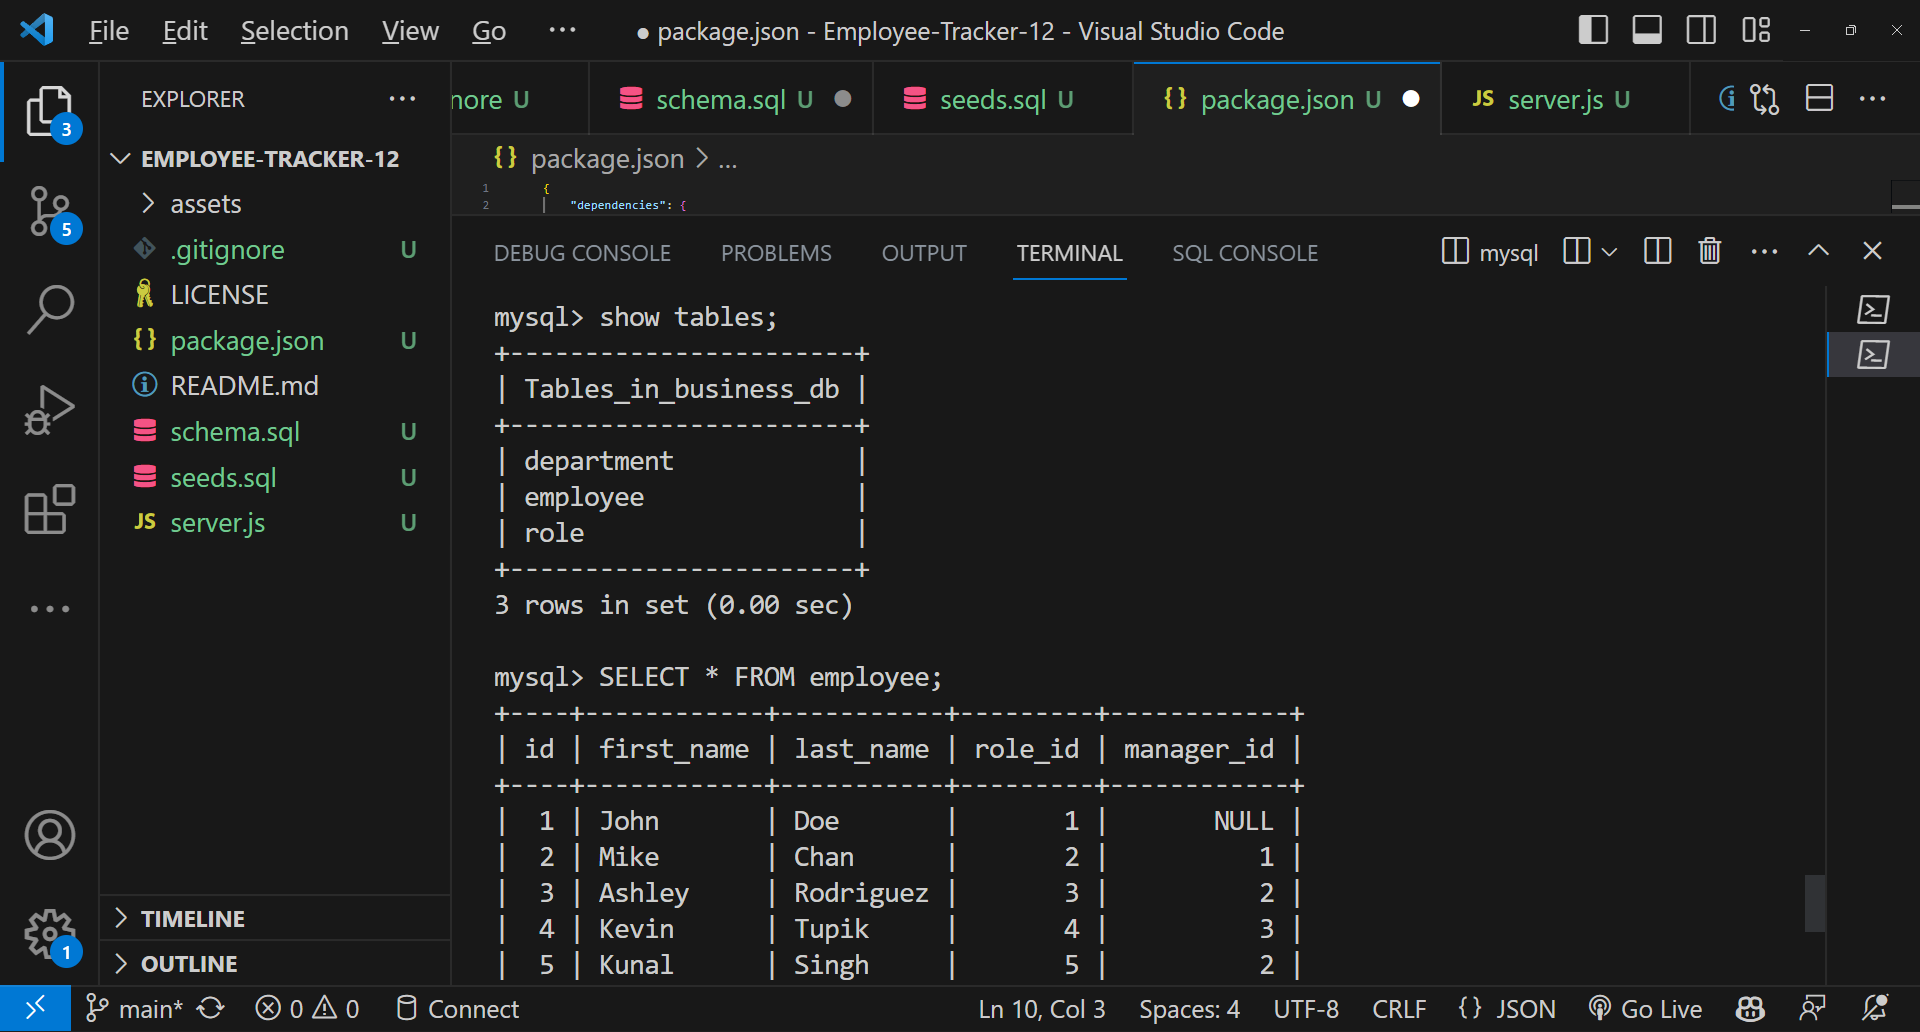 File Edit Selection View Go ··· ● package.json - Employee-Tracker-12 - Visual Studio Code
EXPLORER ···
nore U
schema.sql U ●
{} seeds.sql U
{} package.json U ●
JS server.js U
···
3
EMPLOYEE-TRACKER-12
{} package.json > ...
assets
1 {
2 "dependencies": {
5
.gitignore U
DEBUG CONSOLE PROBLEMS OUTPUT TERMINAL SQL CONSOLE mysql ···
LICENSE
{} package.json U
README.md
schema.sql U
seeds.sql U
JS server.js U
mysql> show tables;
+-----------------------+
| Tables_in_business_db |
+-----------------------+
| department            |
| employee              |
| role                  |
+-----------------------+
3 rows in set (0.00 sec)
mysql> SELECT * FROM employee;
+----+------------+-----------+---------+------------+
| id | first_name | last_name | role_id | manager_id |
+----+------------+-----------+---------+------------+
|  1 | John       | Doe       |       1 |       NULL |
|  2 | Mike       | Chan      |       2 |          1 |
|  3 | Ashley     | Rodriguez |       3 |          2 |
|  4 | Kevin      | Tupik     |       4 |          3 |
|  5 | Kunal      | Singh     |       5 |          2 |
TIMELINE
1
OUTLINE
main* 0 0 Connect Ln 10, Col 3 Spaces: 4 UTF-8 CRLF {} JSON Go Live